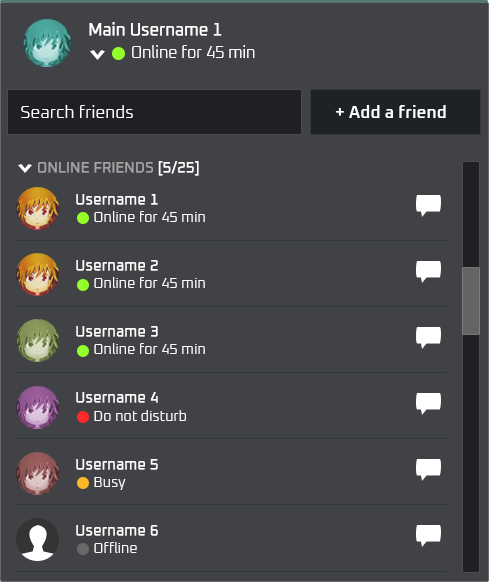 Main Username 1
Online for 45 min
Search friends
+ Add a friend
ONLINE FRIENDS [5/25]
Username 1
Online for 45 min
Username 2
Online for 45 min
Username 3
Online for 45 min
Username 4
Do not disturb
Username 5
Busy
Username 6
Offline